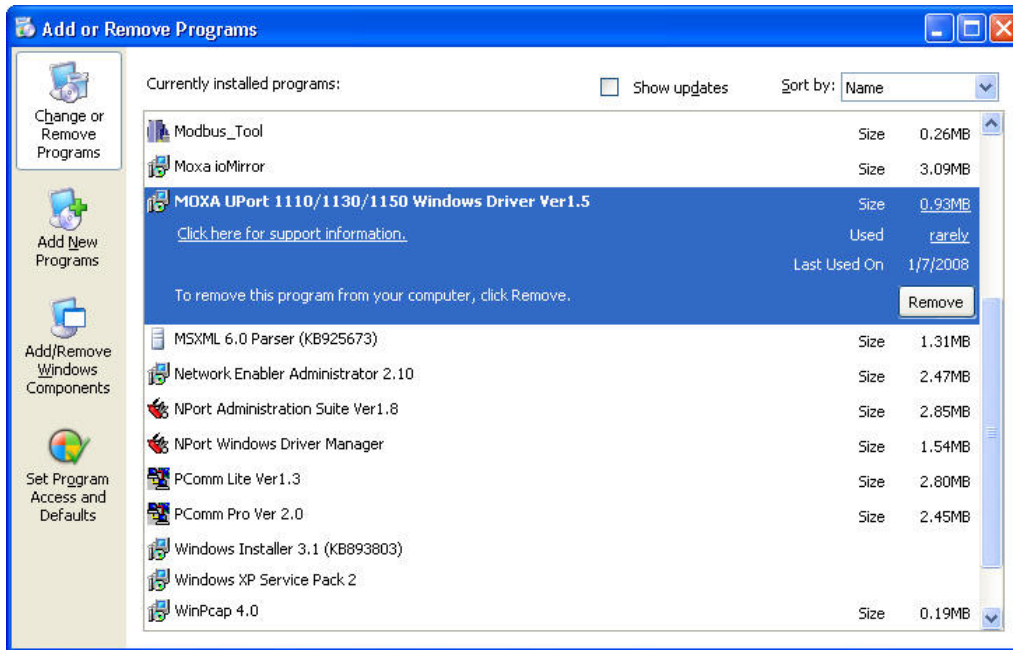 Add or Remove Programs
Change or
Remove
Programs
Add New
Programs
Add/Remove
Windows
Components
Set Program
Access and
Defaults
Currently installed programs: Show updates Sort by: Name
Modbus_Tool Size 0.26MB
Moxa ioMirror Size 3.09MB
MOXA UPort 1110/1130/1150 Windows Driver Ver1.5 Size 0.93MB
Click here for support information. Used rarely
Last Used On 1/7/2008
To remove this program from your computer, click Remove. Remove
MSXML 6.0 Parser (KB925673) Size 1.31MB
Network Enabler Administrator 2.10 Size 2.47MB
NPort Administration Suite Ver1.8 Size 2.85MB
NPort Windows Driver Manager Size 1.54MB
PComm Lite Ver1.3 Size 2.80MB
PComm Pro Ver 2.0 Size 2.45MB
Windows Installer 3.1 (KB893803)
Windows XP Service Pack 2
WinPcap 4.0 Size 0.19MB